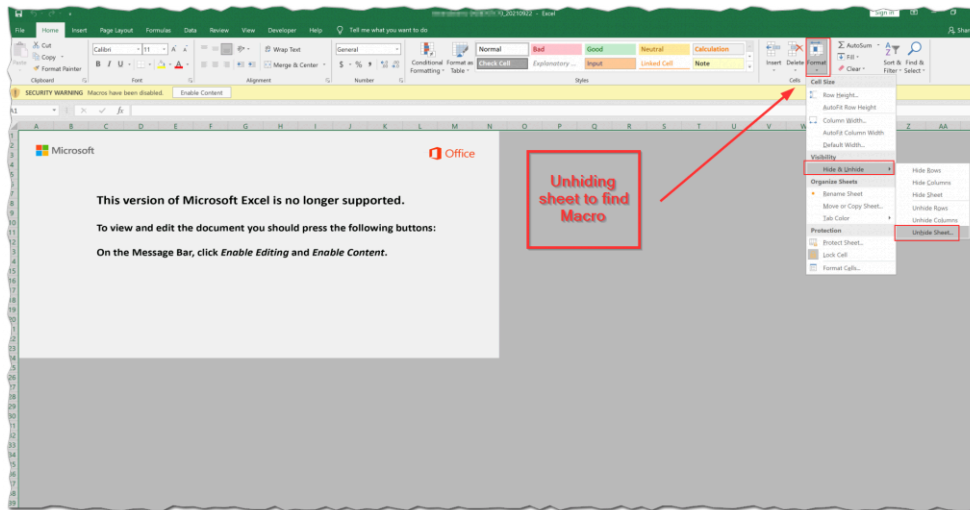 - Excel
Sign in
File Home Insert Page Layout Formulas Data Review View Developer Help Tell me what you want to do
Cut
Copy
Format Painter
Clipboard
Calibri 11
B I U
Font
Wrap Text
Merge & Center
Alignment
General
$ - % ,
Number
Conditional Formatting
Format as Table
Normal Bad Good Neutral Calculation
Check Cell Explanatory ... Input Linked Cell Note
Styles
Insert Delete Format
Cells
AutoSum
Fill
Clear
Sort & Filter
Find & Select
SECURITY WARNING Macros have been disabled. Enable Content
A1
fx
A B C D E F G H I J K L M N O P Q R S T U V W Z AA
Microsoft
Office
This version of Microsoft Excel is no longer supported.
To view and edit the document you should press the following buttons:
On the Message Bar, click Enable Editing and Enable Content.
Unhiding
sheet to find
Macro
Cell Size
Row Height...
AutoFit Row Height
Column Width...
AutoFit Column Width
Default Width...
Visibility
Hide & Unhide
Organize Sheets
Rename Sheet
Move or Copy Sheet...
Tab Color
Protection
Protect Sheet...
Lock Cell
Format Cells...
Hide Rows
Hide Columns
Hide Sheet
Unhide Rows
Unhide Columns
Unhide Sheet...